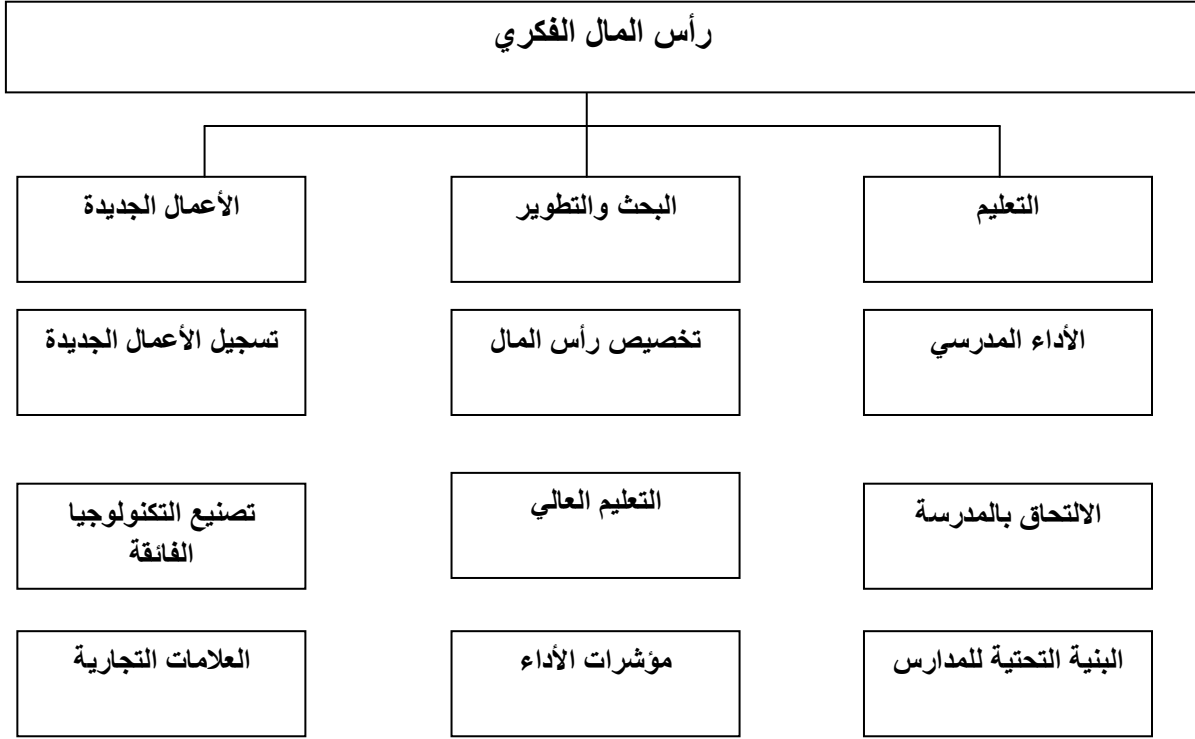 رأس المال الفكري
التعليم
البحث والتطوير
الأعمال الجديدة
الأداء المدرسي
تخصيص رأس المال
تسجيل الأعمال الجديدة
الالتحاق بالمدرسة
التعليم العالي
تصنيع التكنولوجيا
الفائقة
البنية التحتية للمدارس
مؤشرات الأداء
العلامات التجارية